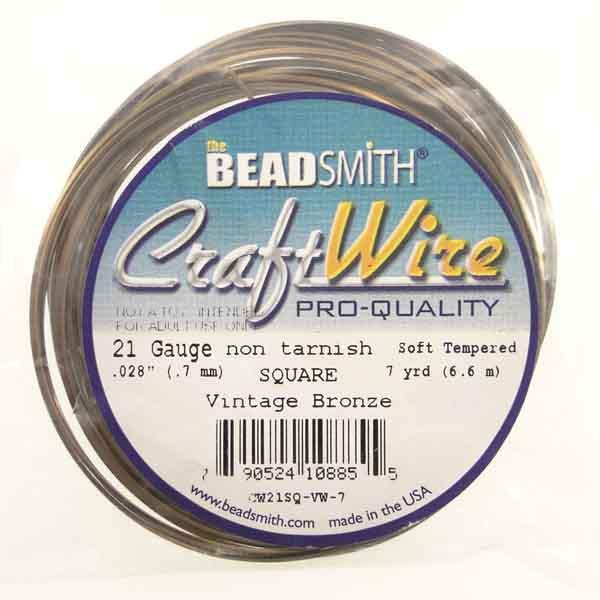 the
BEADSMITH®
Craft Wire
PRO-QUALITY
NOT A TOY INTENDED
FOR ADULT USE ONLY
21 Gauge non tarnish Soft Tempered
.028" (.7 mm) SQUARE 7 yrd (6.6 m)
Vintage Bronze
7 90524 10885 5
CW21SQ-VW-7
www.beadsmith.com made in the USA